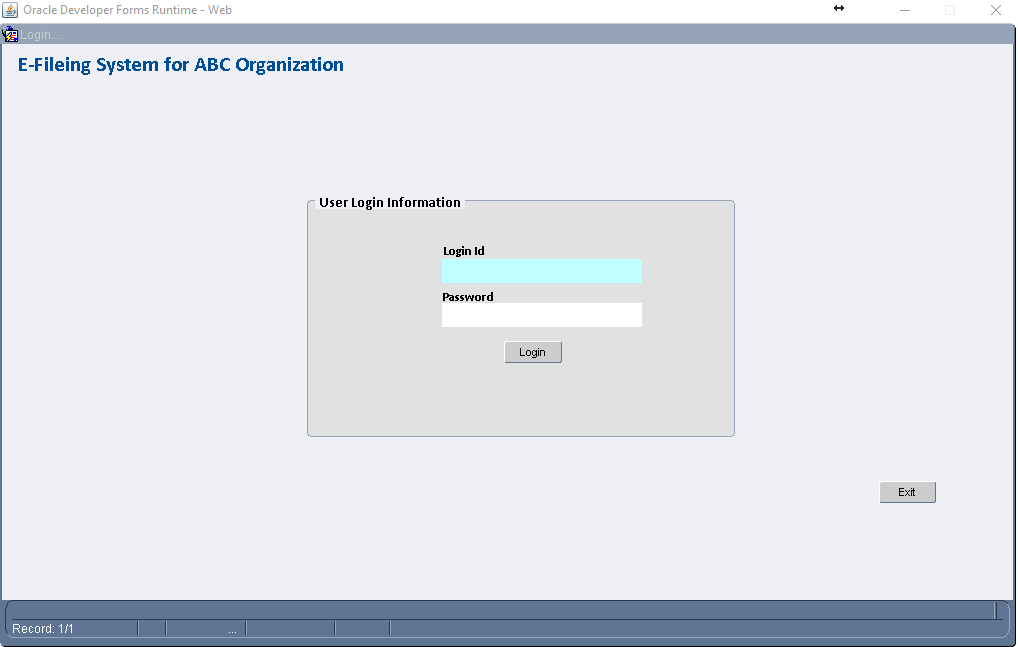 Oracle Developer Forms Runtime - Web
Login....
E-Fileing System for ABC Organization
User Login Information
Login Id
Password
Login
Exit
Record: 1/1
...